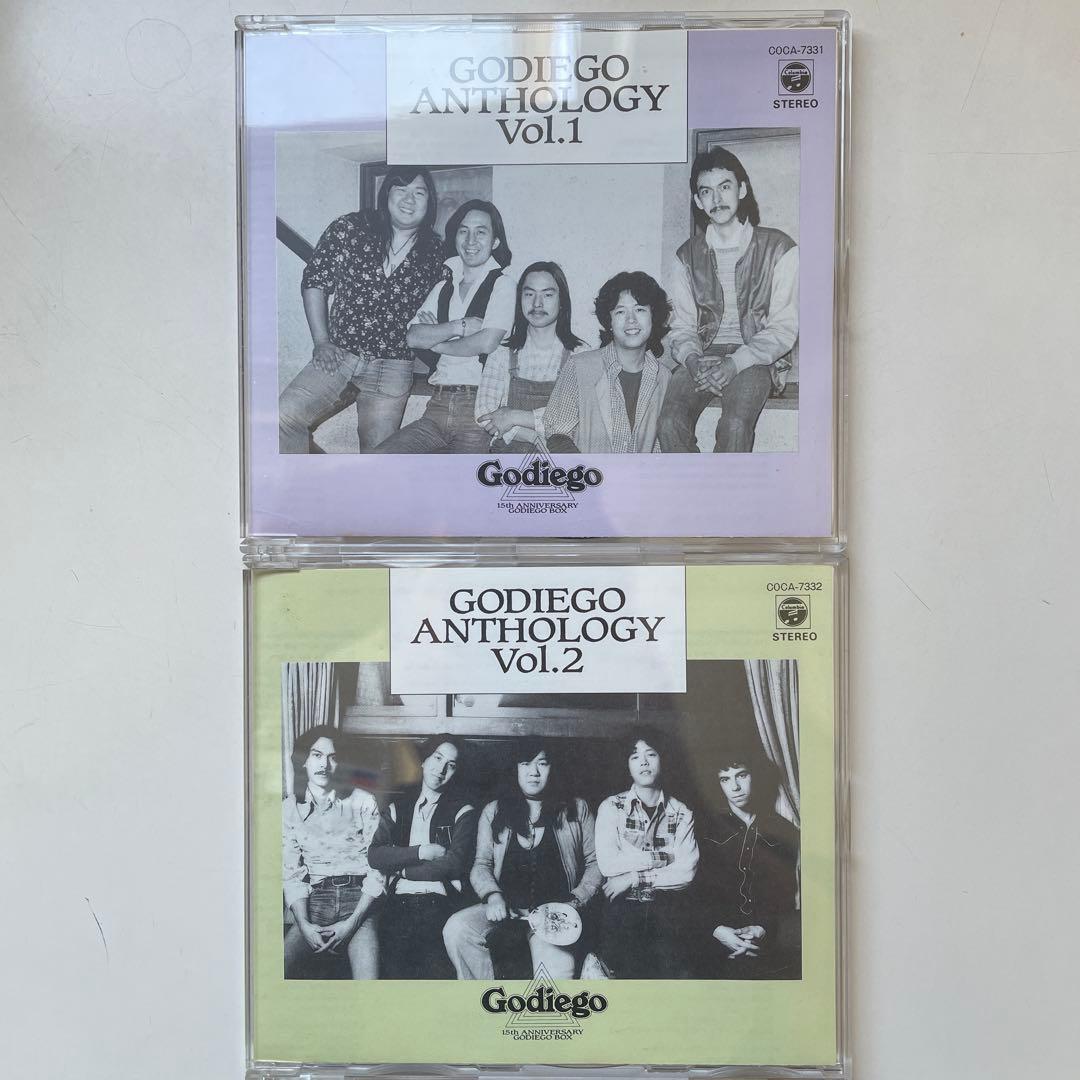 GODIEGO
ANTHOLOGY
Vol.1
COCA-7331
Columbia
STEREO
Godiego
15th ANNIVERSARY
GODIEGO BOX
GODIEGO
ANTHOLOGY
Vol.2
COCA-7332
Columbia
STEREO
Godiego
15th ANNIVERSARY
GODIEGO BOX